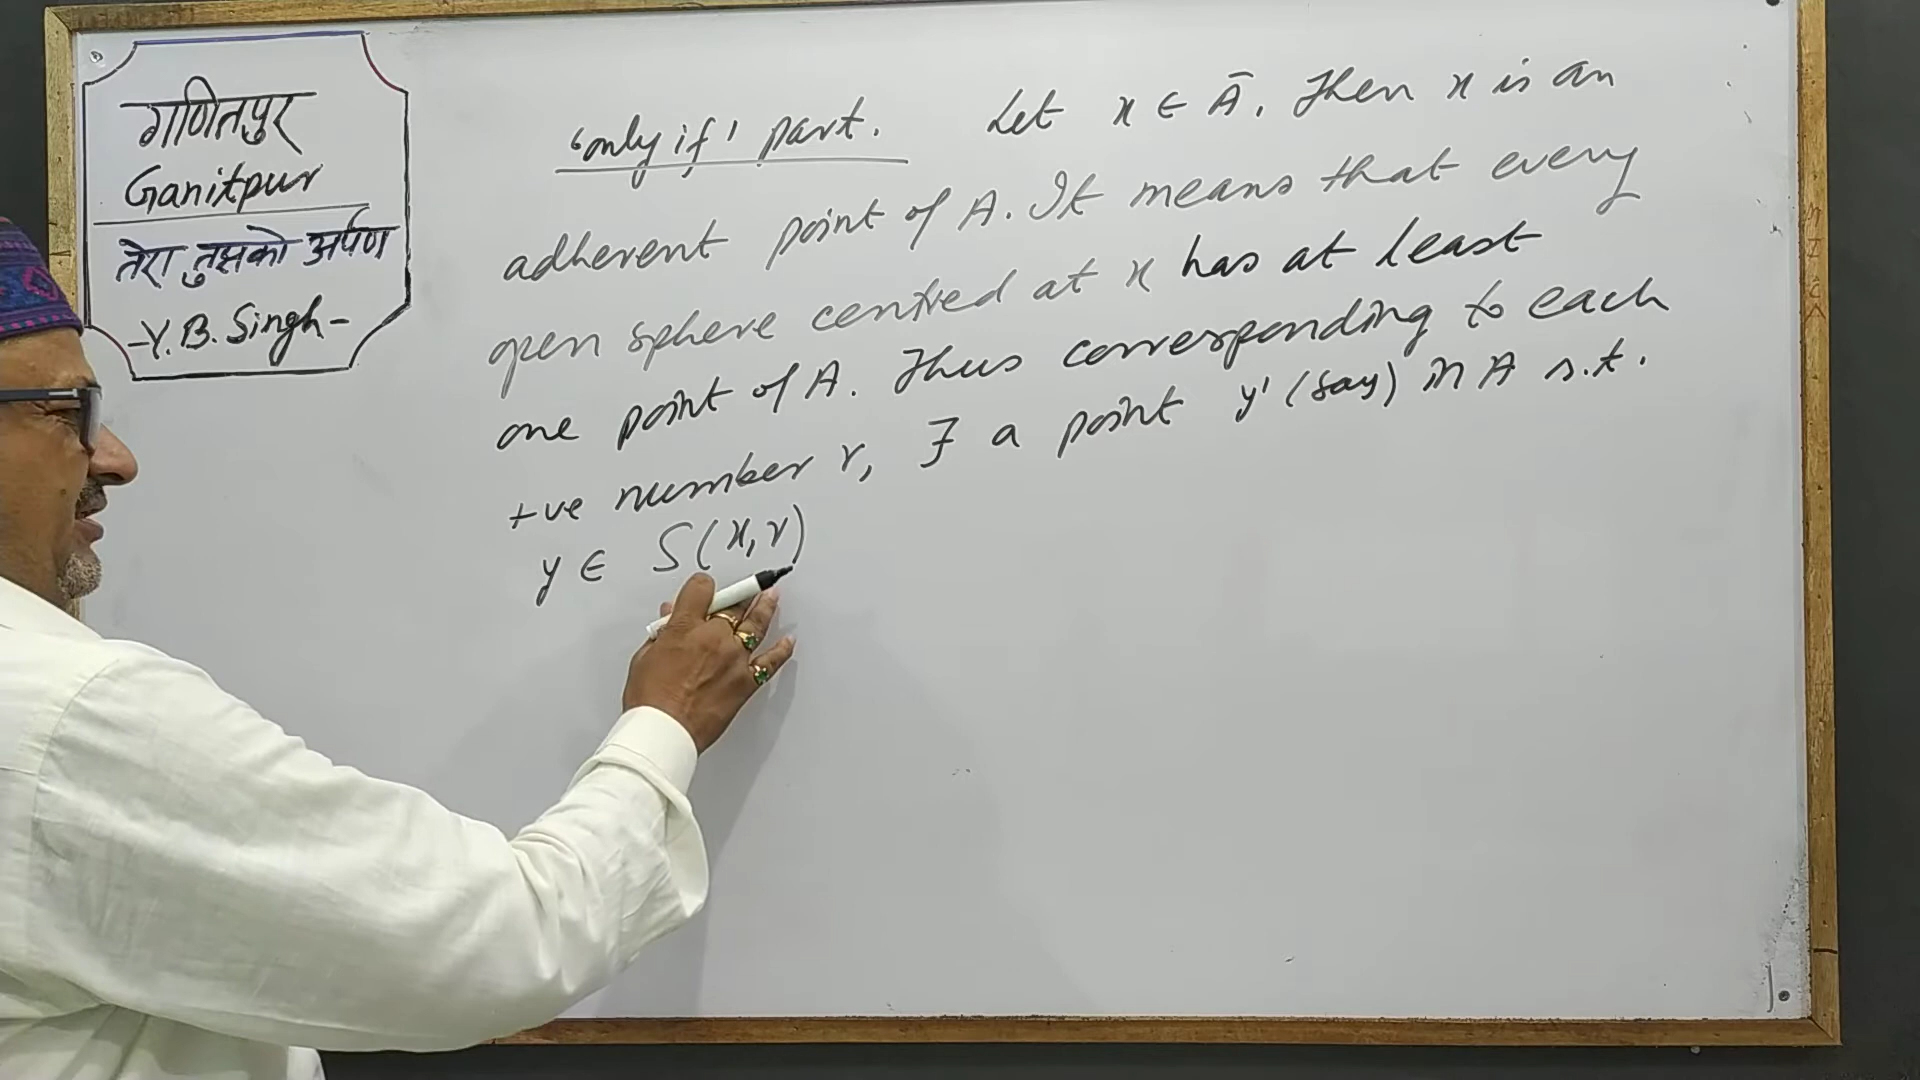 गणितपुर
Ganitpur
तेरा तुझको अर्पण
-Y. B. Singh-
'only if' part. Let x ∈ Ā. Then x is an
adherent point of A. It means that every
open sphere centred at x has at least
one point of A. Thus corresponding to each
+ve number r, ∃ a point 'y' (say) in A s.t.
y ∈ S(x,r)